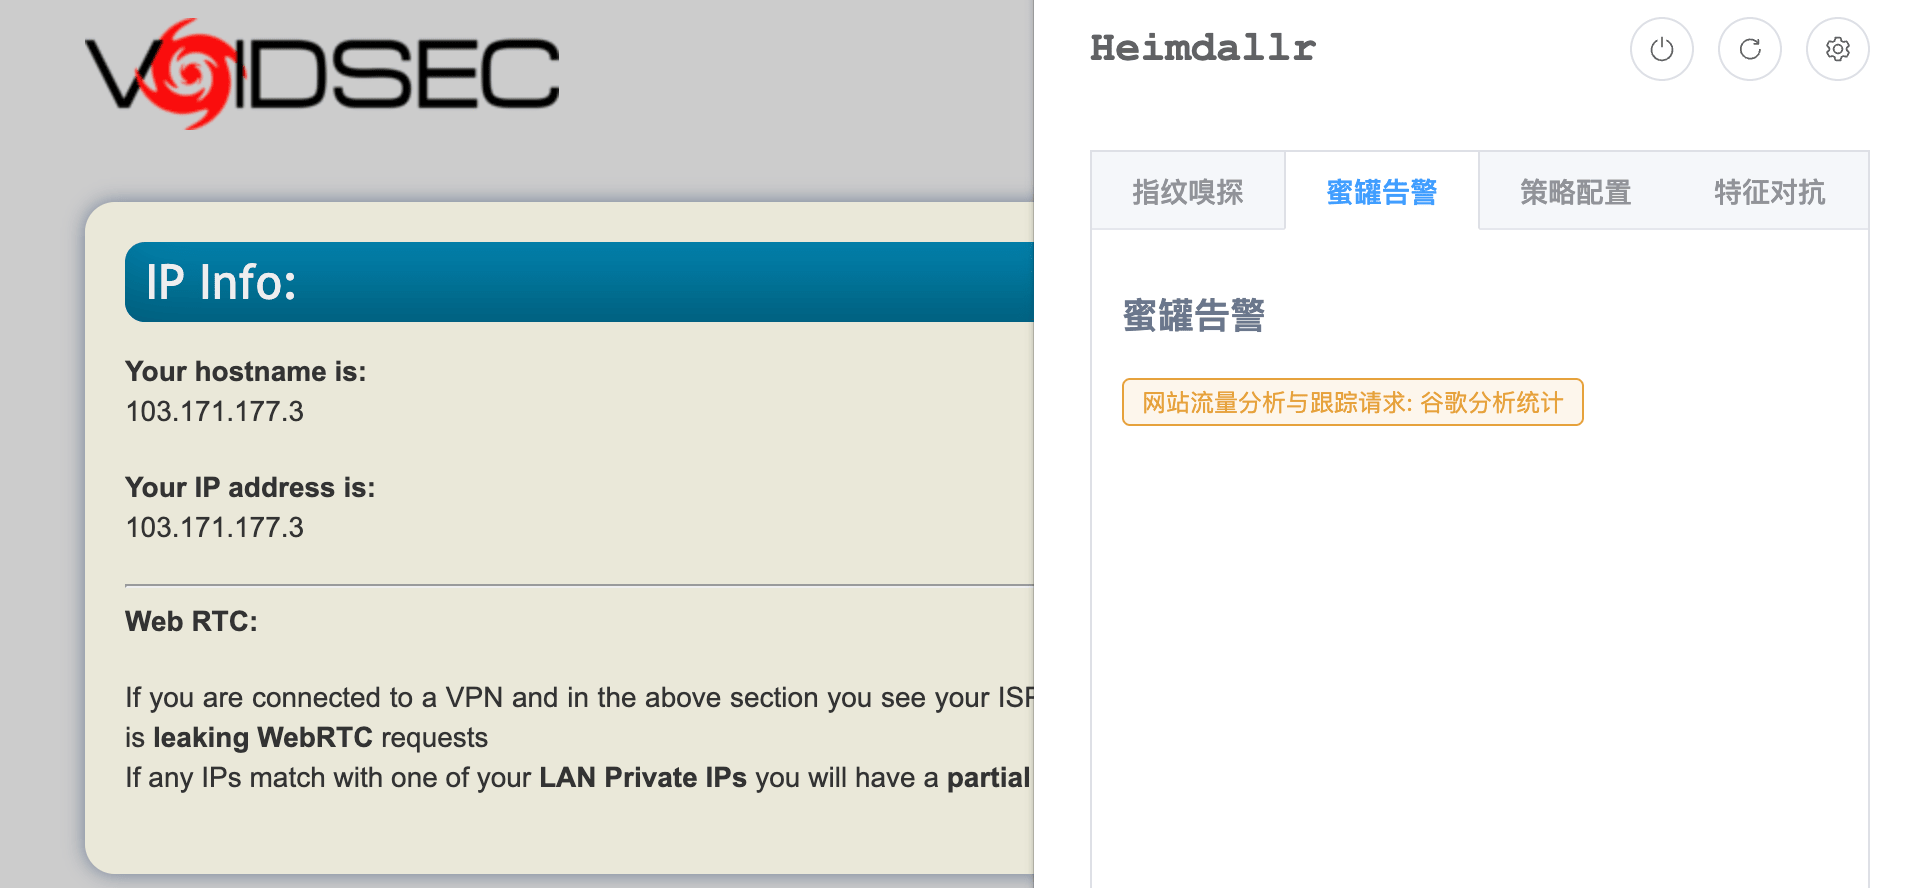 VOIDSEC
IP Info:
Your hostname is:
103.171.177.3
Your IP address is:
103.171.177.3
Web RTC:
If you are connected to a VPN and in the above section you see your ISP
is leaking WebRTC requests
If any IPs match with one of your LAN Private IPs you will have a partial
Heimdallr
指纹嗅探
蜜罐告警
策略配置
特征对抗
蜜罐告警
网站流量分析与跟踪请求: 谷歌分析统计